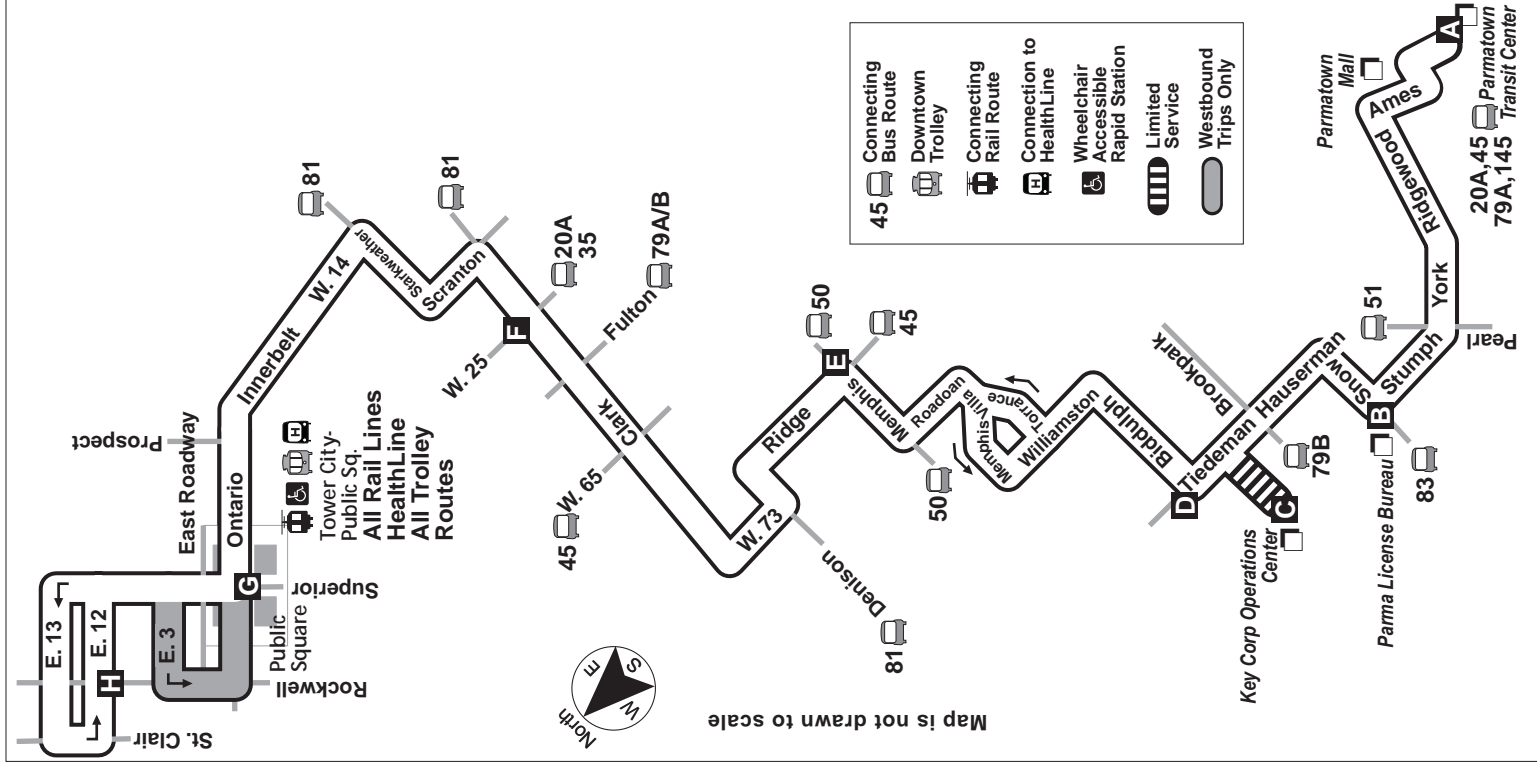 St. Clair
Rockwell
E. 13
E. 12
E. 3
H
Public
Square
Superior
G
East Roadway
Ontario
Prospect
H
Tower City-
Public Sq.
All Rail Lines
HealthLine
All Trolley
Routes
Innerbelt
W. 14
81
Starkweather
Scranton
81
F
W. 25
20A
35
Fulton
79A/B
Clark
W. 65
45
W. 73
Denison
81
Ridge
E
50
45
Memphis
50
Roadoan
Memphis Villa
Torrance
Williamston
Biddulph
D
Tiedeman
Brookpark
79B
C
Key Corp Operations
Center
Hauserman
Snow
B
Parma License Bureau
83
Stumph
51
Pearl
York
Ridgewood
Ames
Parmatown
Mall
A
20A,45
79A,145
Parmatown
Transit Center
45
Connecting
Bus Route
Downtown
Trolley
Connecting
Rail Route
H
Connection to
HealthLine
Wheelchair
Accessible
Rapid Station
Limited
Service
Westbound
Trips Only
North
E
S
W
Map is not drawn to scale